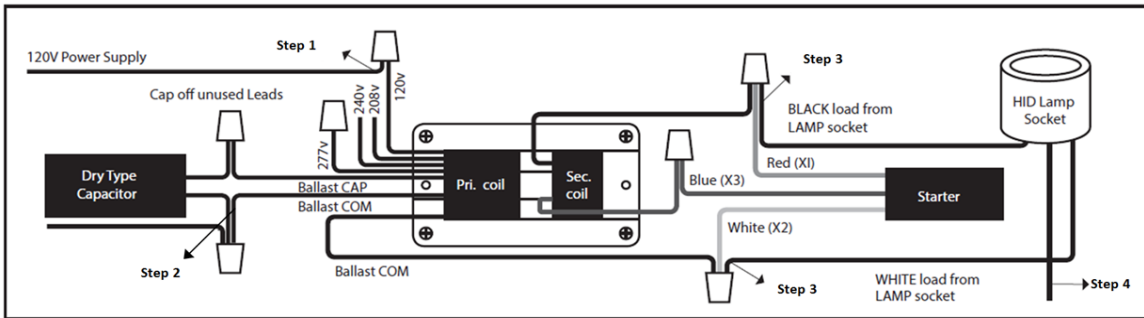 Step 1
120V Power Supply
Cap off unused Leads
277v
240v
208v
120v
Dry Type
Capacitor
Ballast CAP
Ballast COM
Step 2
Ballast COM
Pri. coil
Sec.
coil
Step 3
BLACK load from
LAMP socket
Red (XI)
Blue (X3)
White (X2)
Starter
HID Lamp
Socket
Step 3
WHITE load from
LAMP socket
Step 4